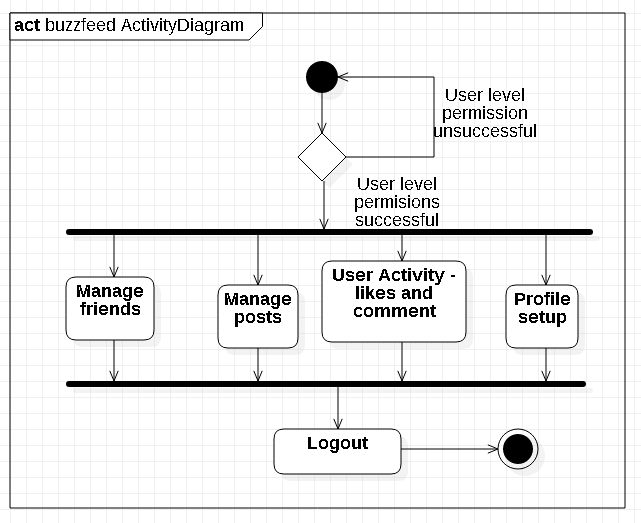 act buzzfeed ActivityDiagram
User level
permission
unsuccessful
User level
permisions
successful
Manage
friends
Manage
posts
User Activity -
likes and
comment
Profile
setup
Logout